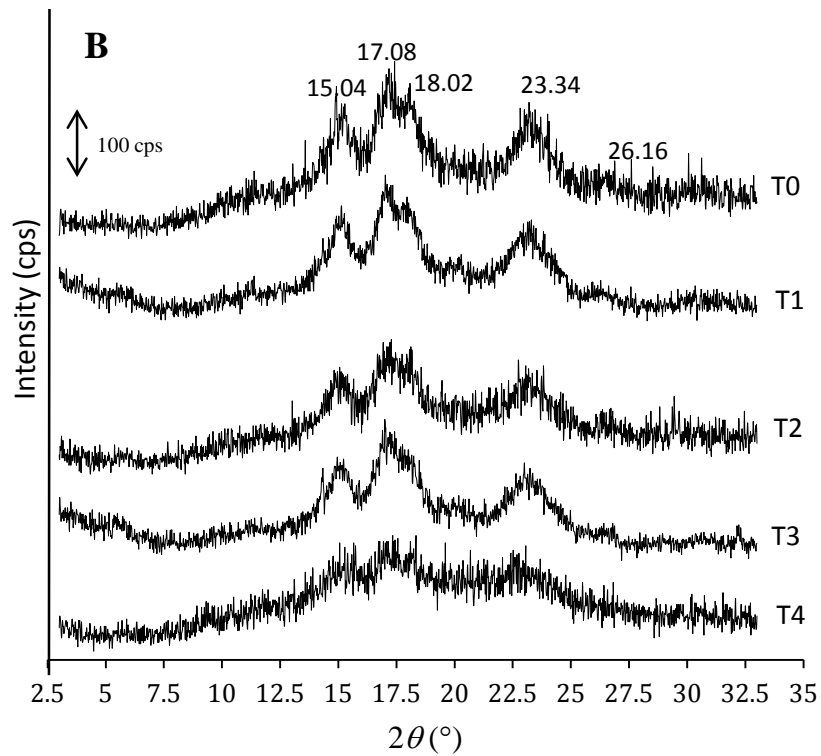 B
17.08
15.04
18.02
23.34
100 cps
26.16
T0
T1
T2
T3
T4
Intensity (cps)
2.5 5 7.5 10 12.5 15 17.5 20 22.5 25 27.5 30 32.5 35
2θ (°)